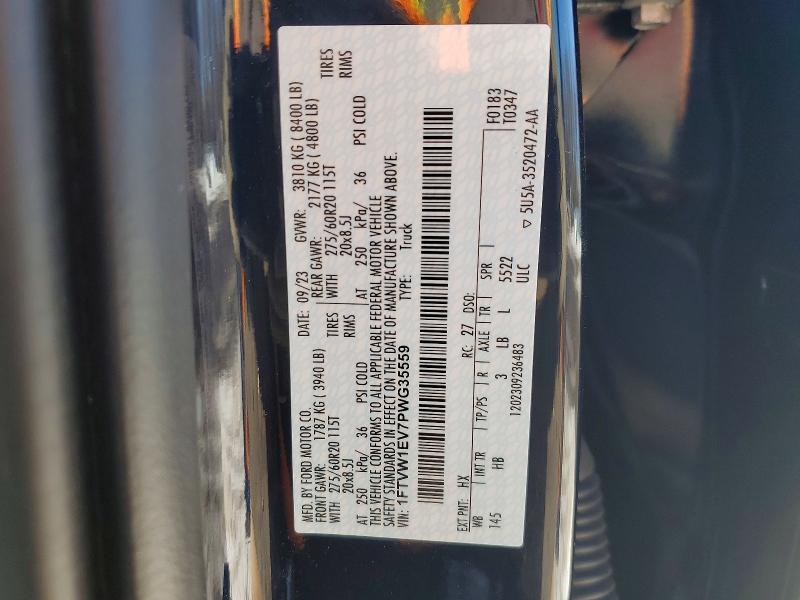 MFD. BY FORD MOTOR CO.
DATE: 09/23 GVWR: 3810 KG ( 8400 LB)
FRONT GAWR: 1787 KG ( 3940 LB) REAR GAWR: 2177 KG ( 4800 LB)
WITH 275/60R20 115T TIRES WITH 275/60R20 115T TIRES
20x8.5J RIMS 20x8.5J RIMS
AT 250 kPa/ 36 PSI COLD AT 250 kPa/ 36 PSI COLD
THIS VEHICLE CONFORMS TO ALL APPLICABLE FEDERAL MOTOR VEHICLE
SAFETY STANDARDS IN EFFECT ON THE DATE OF MANUFACTURE SHOWN ABOVE.
VIN: 1FTVW1EV7PWG35559 TYPE: Truck
F0183
T0347
EXT PNT: HX RC: 27 DSO:
WB INT TR TP/PS R AXLE TR SPR
145 HB 3 LB L 5522
1202309236483 ULC
▽ 5U5A-3520472-AA